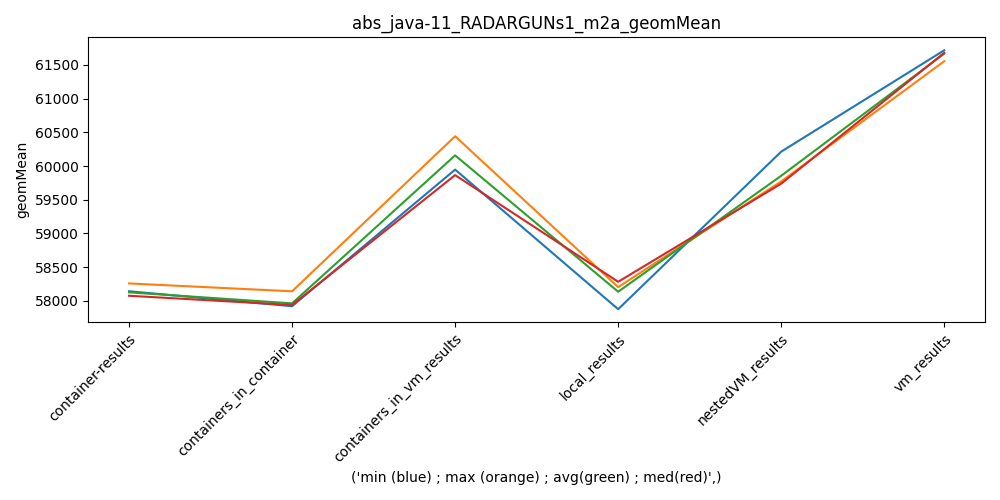 abs_java-11_RADARGUNs1_m2a_geomMean
geomMean
61500
61000
60500
60000
59500
59000
58500
58000
container-results
containers_in_container
containers_in_vm_results
local_results
nestedVM_results
vm_results
('min (blue) ; max (orange) ; avg(green) ; med(red)',)